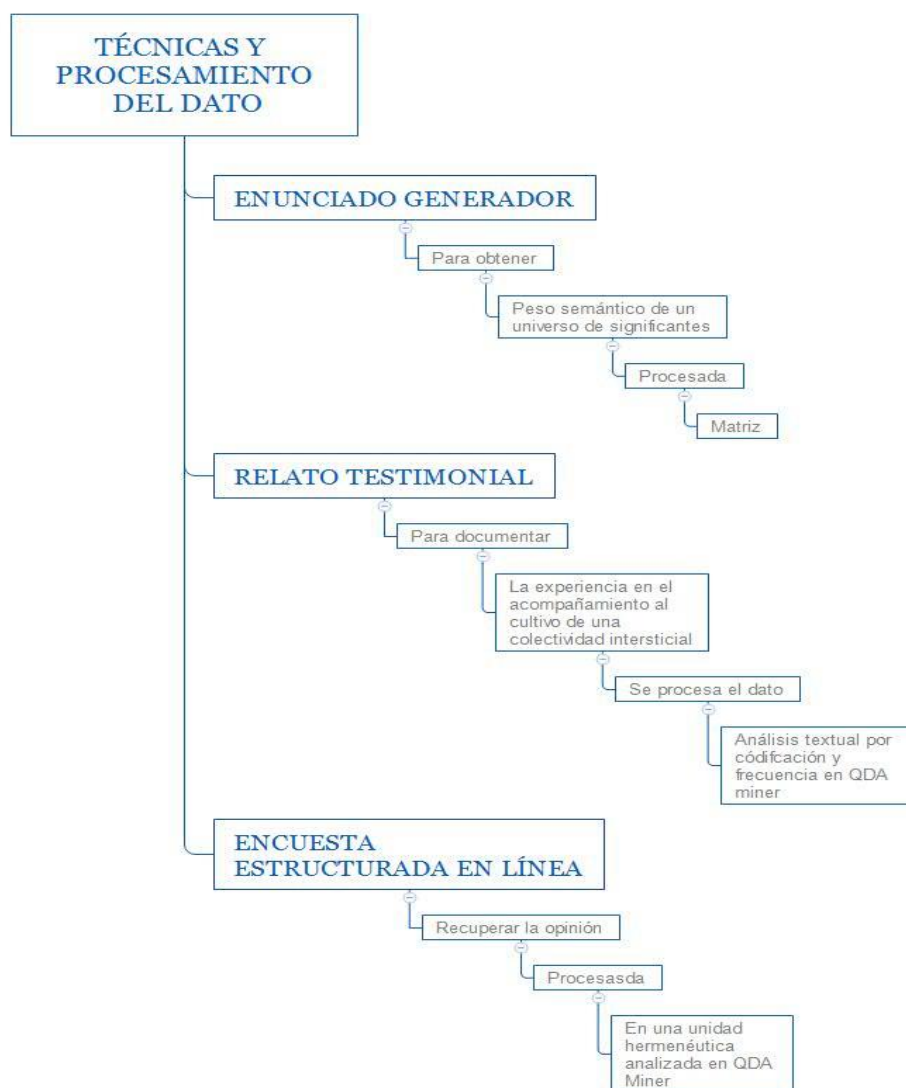 TÉCNICAS Y
PROCESAMIENTO
DEL DATO
ENUNCIADO GENERADOR
Para obtener
Peso semántico de un
universo de significantes
Procesada
Matriz
RELATO TESTIMONIAL
Para documentar
La experiencia en el
acompañamiento al
cultivo de una
colectividad intersticial
Se procesa el dato
Análisis textual por
códifcación y
frecuencia en QDA
miner
ENCUESTA
ESTRUCTURADA EN LÍNEA
Recuperar la opinión
Procesasda
En una unidad
hermenéutica
analizada en QDA
Miner